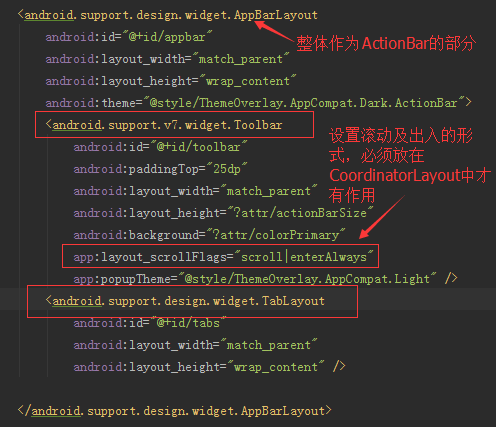 <android.support.design.widget.AppBarLayout
android:id="@+id/appbar"
整体作为ActionBar的部分
android:layout_width="match_parent"
android:layout_height="wrap_content"
android:theme="@style/ThemeOverlay.AppCompat.Dark.ActionBar">
<android.support.v7.widget.Toolbar
android:id="@+id/toolbar"
设置滚动及出入的形
式，必须放在
CoordinatorLayout中才
有作用
android:paddingTop="25dp"
android:layout_width="match_parent"
android:layout_height="?attr/actionBarSize"
android:background="?attr/colorPrimary"
app:layout_scrollFlags="scroll|enterAlways"
app:popupTheme="@style/ThemeOverlay.AppCompat.Light" />
<android.support.design.widget.TabLayout
android:id="@+id/tabs"
android:layout_width="match_parent"
android:layout_height="wrap_content" />
</android.support.design.widget.AppBarLayout>